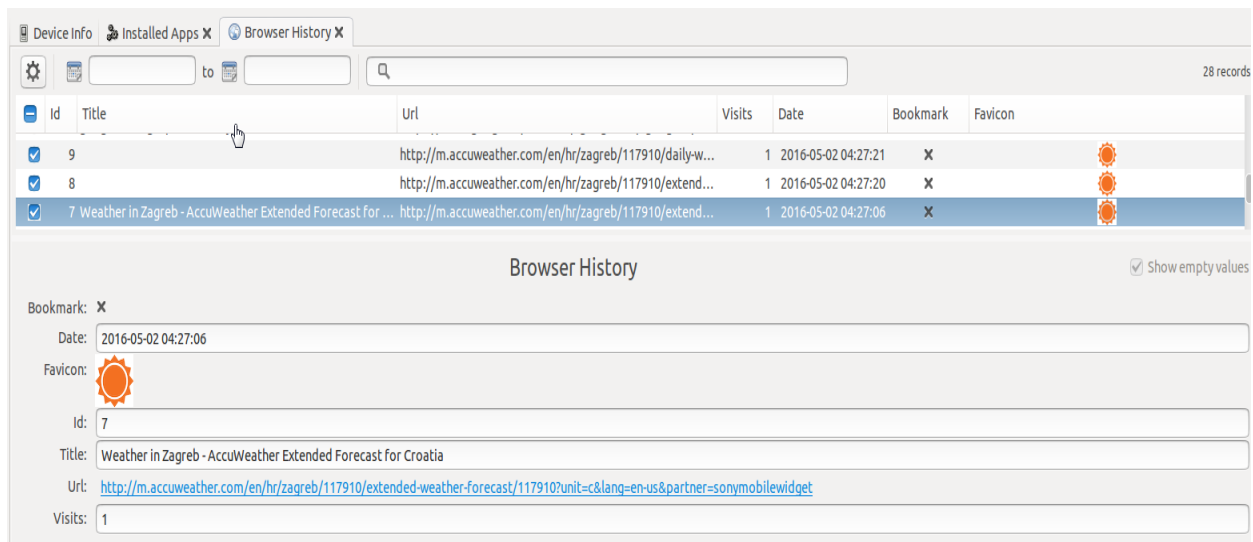 Device Info Installed Apps X Browser History X
to
28 records
Id Title Url Visits Date Bookmark Favicon
9 http://m.accuweather.com/en/hr/zagreb/117910/daily-w... 1 2016-05-02 04:27:21 X
8 http://m.accuweather.com/en/hr/zagreb/117910/extend... 1 2016-05-02 04:27:20 X
7 Weather in Zagreb - AccuWeather Extended Forecast for ... http://m.accuweather.com/en/hr/zagreb/117910/extend... 1 2016-05-02 04:27:06 X
Browser History
Show empty values
Bookmark: X
Date: 2016-05-02 04:27:06
Favicon:
Id: 7
Title: Weather in Zagreb - AccuWeather Extended Forecast for Croatia
Url: http://m.accuweather.com/en/hr/zagreb/117910/extended-weather-forecast/117910?unit=c&lang=en-us&partner=sonymobilewidget
Visits: 1